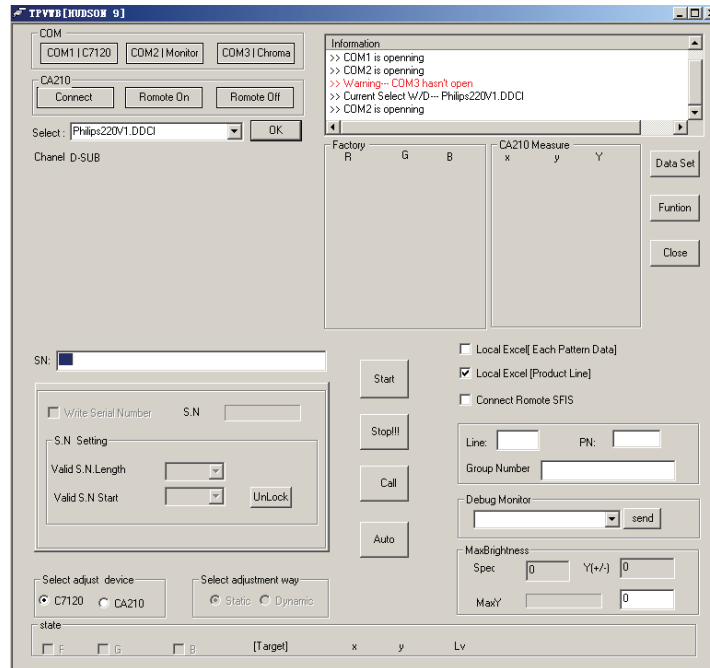 TPVWB[HUDSON 9]
COM
COM1 | C7120 COM2 | Monitor COM3 | Chroma
CA210
Connect Romote On Romote Off
Select : Philips220V1.DDCI OK
Chanel D-SUB
Information
>> COM1 is openning
>> COM2 is openning
>> Warning--- COM3 hasn't open
>> Current Select W/D--- Philips220V1.DDCI
>> COM2 is openning
Factory
R G B
CA210 Measure
x y Y
Data Set
Funtion
Close
SN:
Write Serial Number S.N
S.N Setting
Valid S.N.Length
Valid S.N Start UnLock
Start
Stop!!!
Call
Auto
Local Excel[ Each Pattern Data]
Local Excel [Product Line]
Connect Romote SFIS
Line: PN:
Group Number
Debug Monitor
send
MaxBrightness
Spec 0 Y(+/-) 0
MaxY 0
Select adjust device
C7120 CA210
Select adjustment way
Static Dynamic
state
F G B [Target] x y Lv